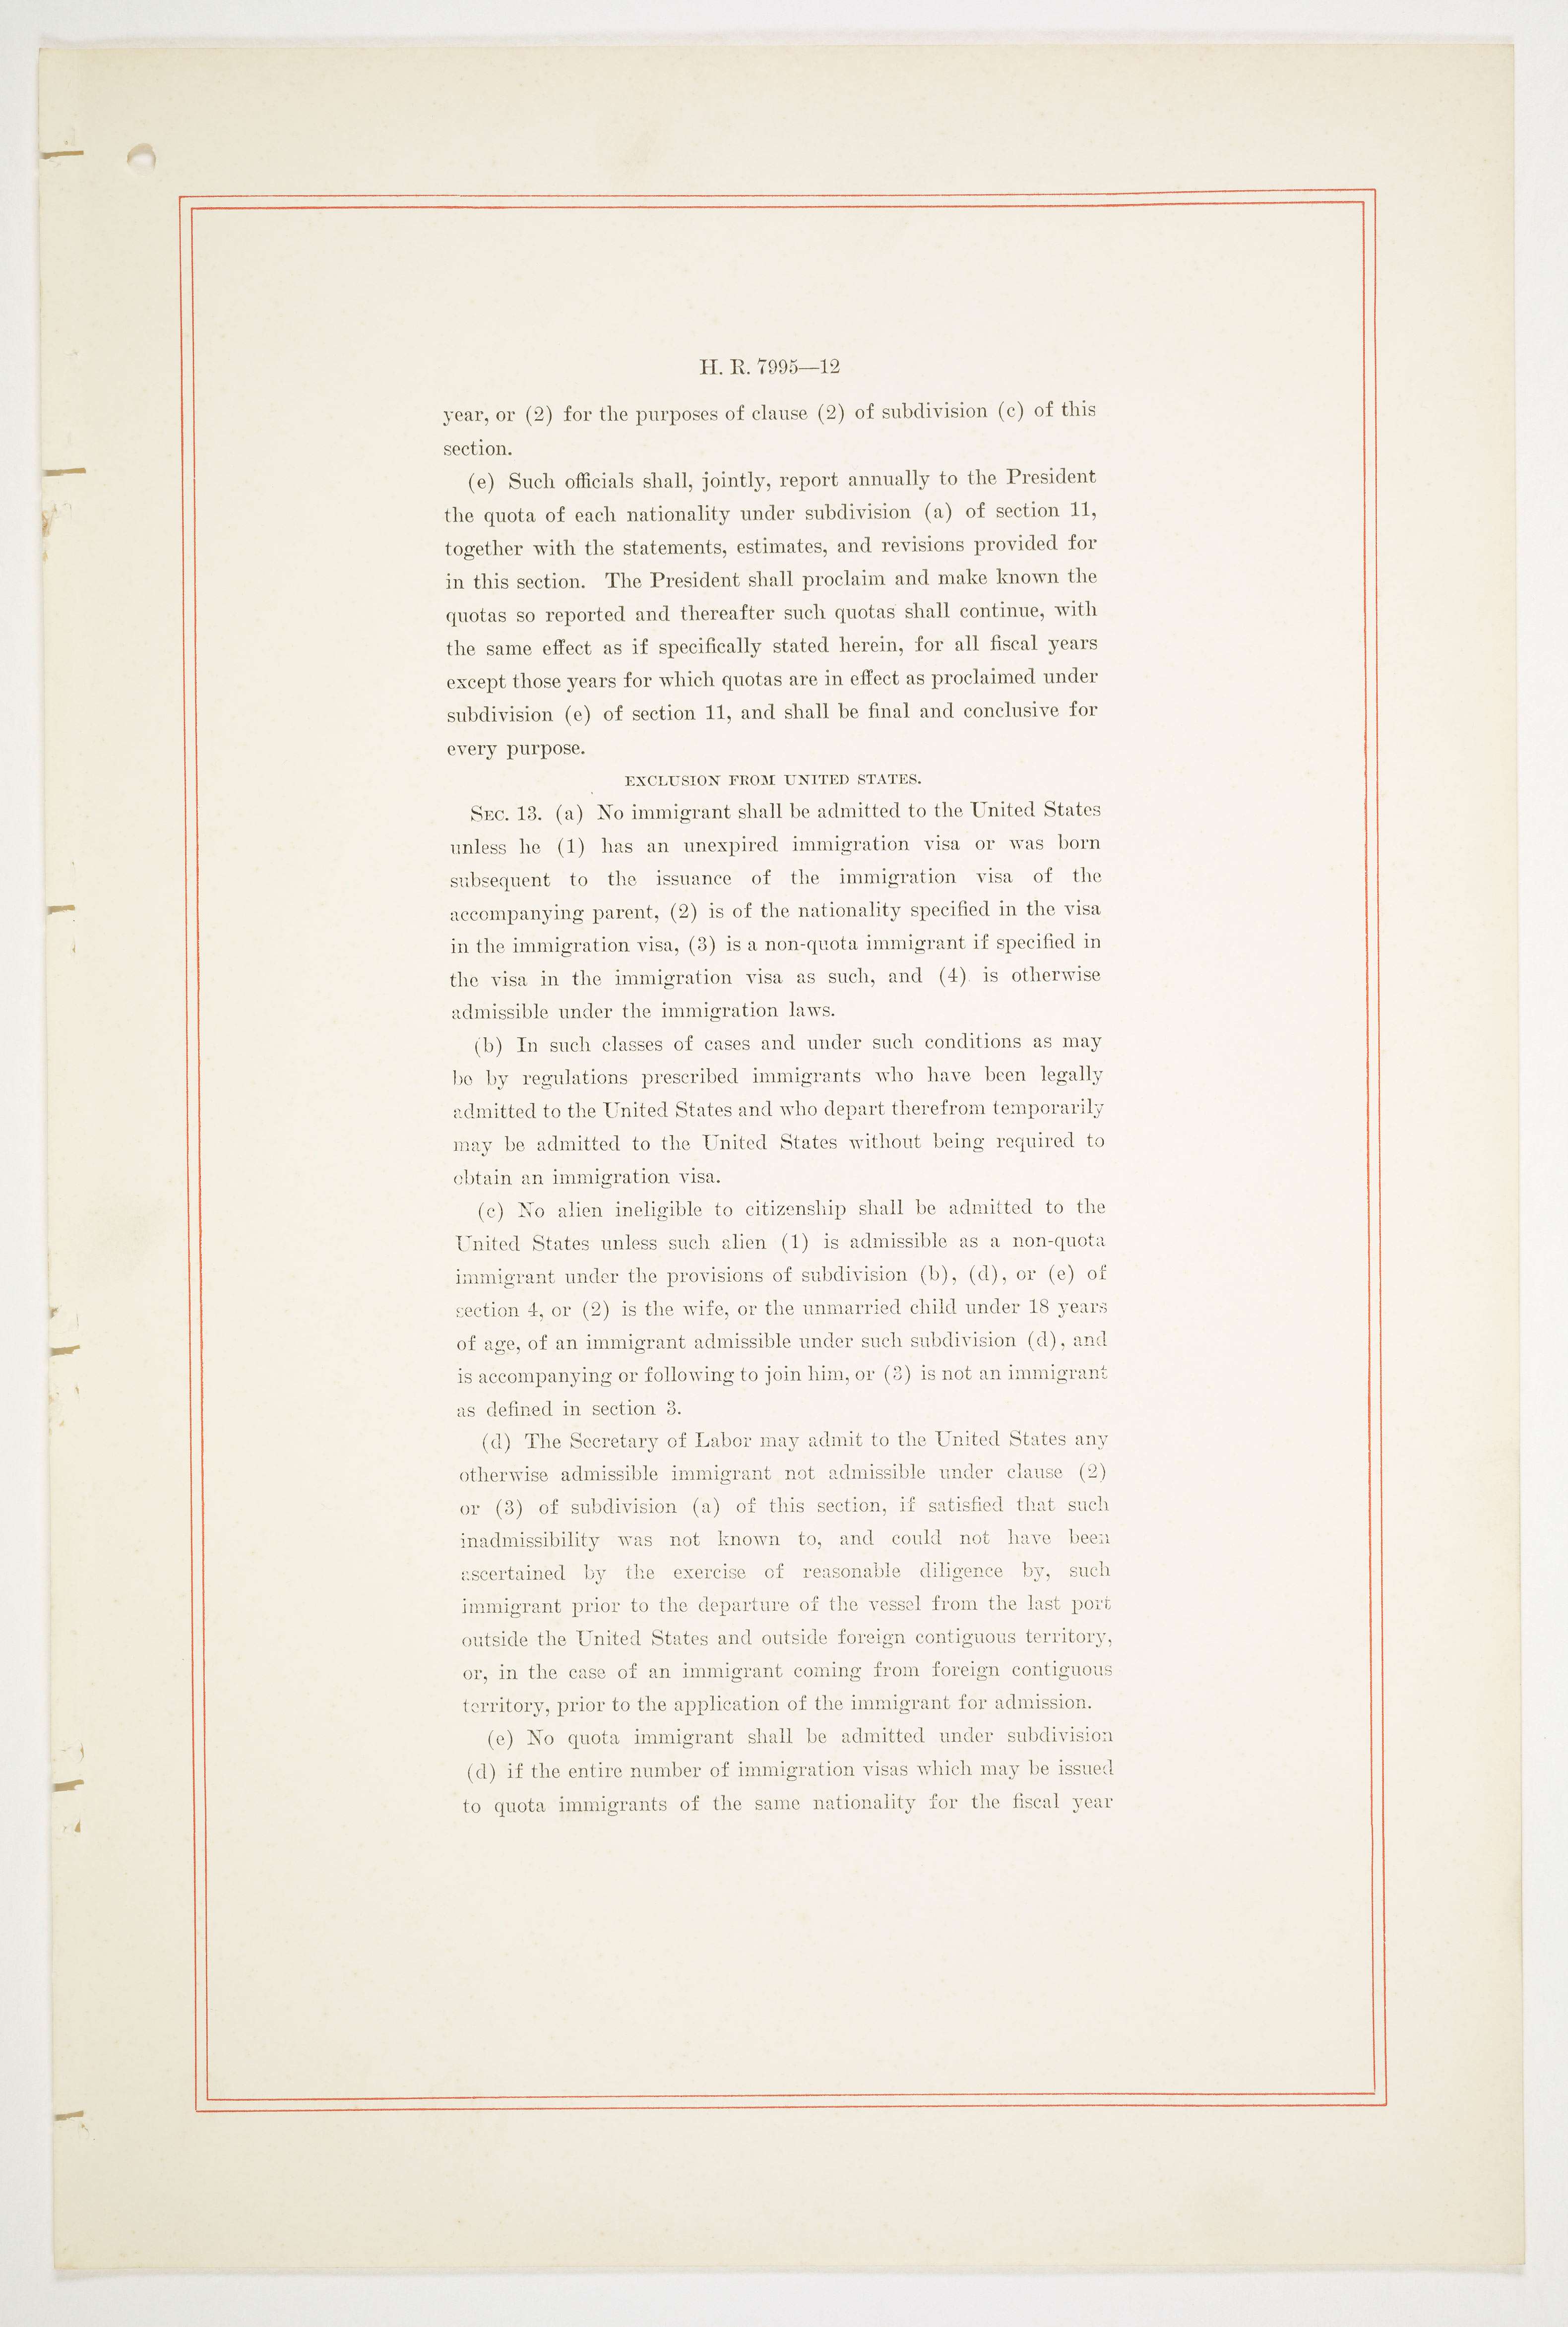 H. R. 7995—12
year, or (2) for the purposes of clause (2) of subdivision (c) of this
section.
(e) Such officials shall, jointly, report annually to the President
the quota of each nationality under subdivision (a) of section 11,
together with the statements, estimates, and revisions provided for
in this section. The President shall proclaim and make known the
quotas so reported and thereafter such quotas shall continue, with
the same effect as if specifically stated herein, for all fiscal years
except those years for which quotas are in effect as proclaimed under
subdivision (e) of section 11, and shall be final and conclusive for
every purpose.
EXCLUSION FROM UNITED STATES.
SEC. 13. (a) No immigrant shall be admitted to the United States
unless he (1) has an unexpired immigration visa or was born
subsequent to the issuance of the immigration visa of the
accompanying parent, (2) is of the nationality specified in the visa
in the immigration visa, (3) is a non-quota immigrant if specified in
the visa in the immigration visa as such, and (4) is otherwise
admissible under the immigration laws.
(b) In such classes of cases and under such conditions as may
be by regulations prescribed immigrants who have been legally
admitted to the United States and who depart therefrom temporarily
may be admitted to the United States without being required to
obtain an immigration visa.
(c) No alien ineligible to citizenship shall be admitted to the
United States unless such alien (1) is admissible as a non-quota
immigrant under the provisions of subdivision (b), (d), or (e) of
section 4, or (2) is the wife, or the unmarried child under 18 years
of age, of an immigrant admissible under such subdivision (d), and
is accompanying or following to join him, or (3) is not an immigrant
as defined in section 3.
(d) The Secretary of Labor may admit to the United States any
otherwise admissible immigrant not admissible under clause (2)
or (3) of subdivision (a) of this section, if satisfied that such
inadmissibility was not known to, and could not have been
ascertained by the exercise of reasonable diligence by, such
immigrant prior to the departure of the vessel from the last port
outside the United States and outside foreign contiguous territory,
or, in the case of an immigrant coming from foreign contiguous
territory, prior to the application of the immigrant for admission.
(e) No quota immigrant shall be admitted under subdivision
(d) if the entire number of immigration visas which may be issued
to quota immigrants of the same nationality for the fiscal year